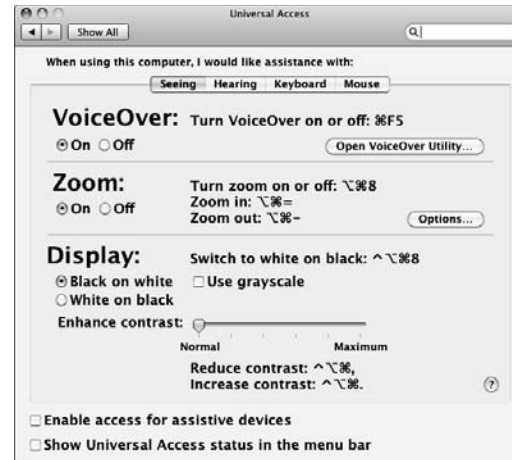 Universal Access
Show All
When using this computer, I would like assistance with:
Seeing Hearing Keyboard Mouse
VoiceOver: Turn VoiceOver on or off: ⌘F5
On Off Open VoiceOver Utility...
Zoom: Turn zoom on or off: ⌥⌘8
On Off Zoom in: ⌥⌘=
Zoom out: ⌥⌘- Options...
Display: Switch to white on black: ^⌥⌘8
Black on white Use grayscale
White on black
Enhance contrast:
Normal Maximum
Reduce contrast: ^⌥⌘,
Increase contrast: ^⌥⌘. ?
Enable access for assistive devices
Show Universal Access status in the menu bar